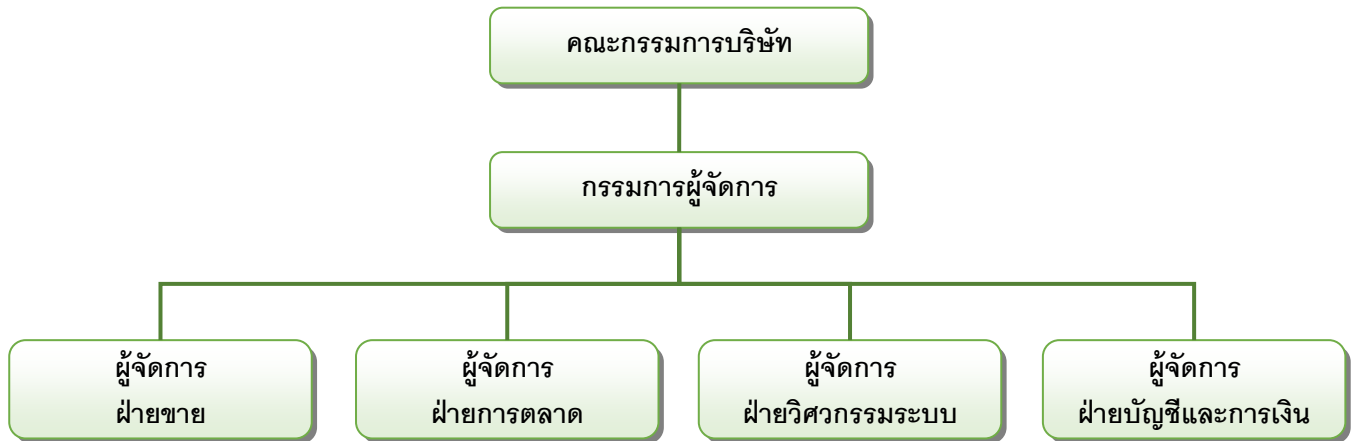 คณะกรรมการบริษัท
กรรมการผู้จัดการ
ผู้จัดการ
ฝ่ายขาย
ผู้จัดการ
ฝ่ายการตลาด
ผู้จัดการ
ฝ่ายวิศวกรรมระบบ
ผู้จัดการ
ฝ่ายบัญชีและการเงิน